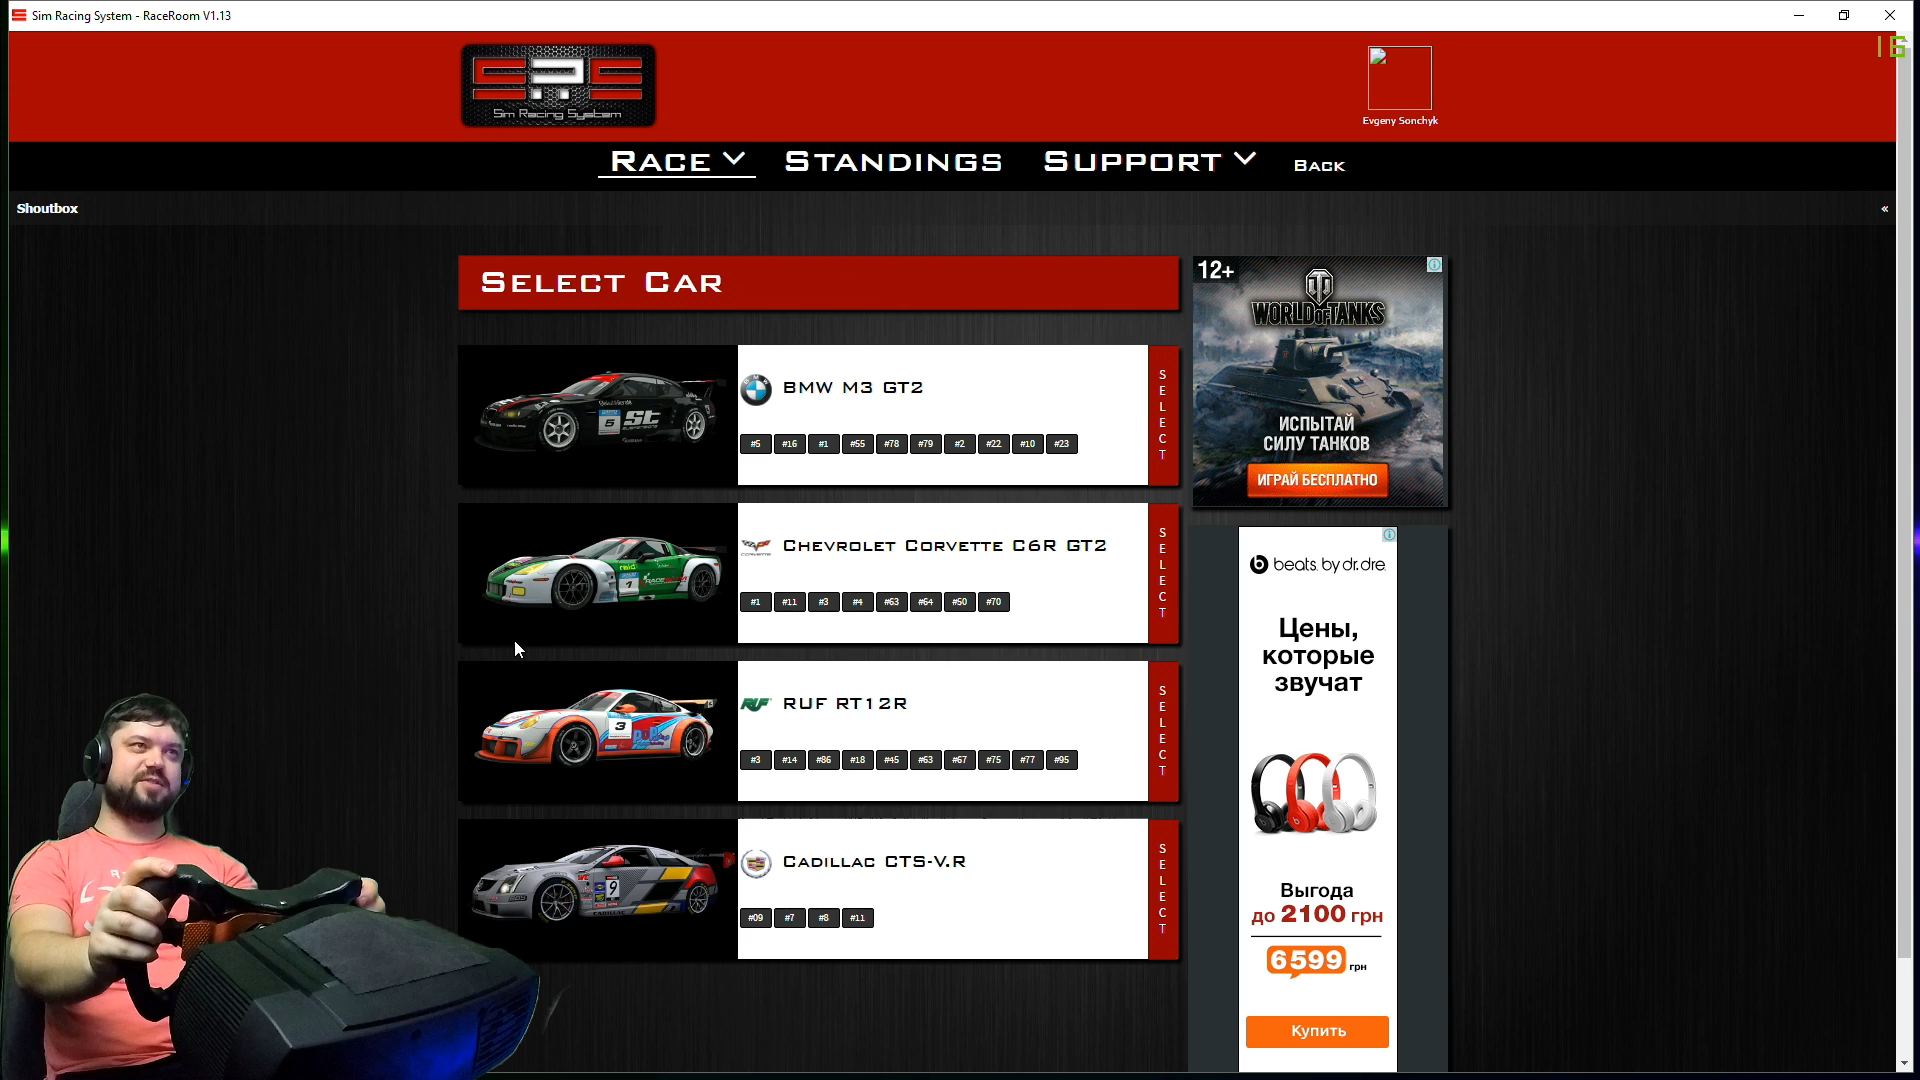 Sim Racing System - RaceRoom V1.13
16
Sim Racing System
Evgeny Sonchyk
Race
Standings
Support
Back
Shoutbox
«
Select Car
BMW M3 GT2
#5 #16 #1 #55 #78 #79 #2 #22 #10 #23
SELECT
Chevrolet Corvette C6R GT2
#1 #11 #3 #4 #63 #64 #50 #70
SELECT
RUF RT12R
#3 #14 #86 #18 #45 #63 #67 #75 #77 #95
SELECT
Cadillac CTS-V.R
#09 #7 #8 #11
SELECT
12+
WORLD OF TANKS
ИСПЫТАЙ
СИЛУ ТАНКОВ
ИГРАЙ БЕСПЛАТНО
beats by dr. dre
Цены,
которые
звучат
Выгода
до 2100 грн
6599 грн
Купить